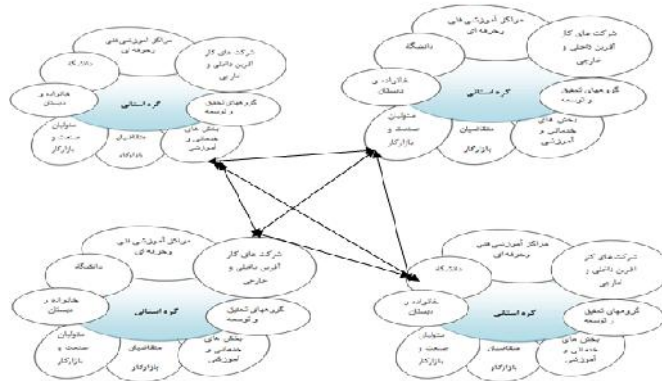 مراکز آموزشی فنی
وحرفه ای
شرکت های کار
آفرین داخلی و
خارجی
دانشگاه
خانواده و
دبستان
گره استانی
گروههای تحقیق
و توسعه
متولیان
صنعت و
بازارکار
متقاضیان
بازارکار
بخش های
خدماتی و
آموزشی
مراکز آموزشی فنی
وحرفه ای
شرکت های کار
آفرین داخلی و
خارجی
دانشگاه
خانواده و
دبستان
گره استانی
گروههای تحقیق
و توسعه
متولیان
صنعت و
بازارکار
متقاضیان
بازارکار
بخش های
خدماتی و
آموزشی
مراکز آموزشی فنی
وحرفه ای
شرکت های کار
آفرین داخلی و
خارجی
دانشگاه
خانواده و
دبستان
گره استانی
گروههای تحقیق
و توسعه
متولیان
صنعت و
بازارکار
متقاضیان
بازارکار
بخش های
خدماتی و
آموزشی
مراکز آموزشی فنی
وحرفه ای
شرکت های کار
آفرین داخلی و
خارجی
دانشگاه
خانواده و
دبستان
گره استانی
گروههای تحقیق
و توسعه
متولیان
صنعت و
بازارکار
متقاضیان
بازارکار
بخش های
خدماتی و
آموزشی